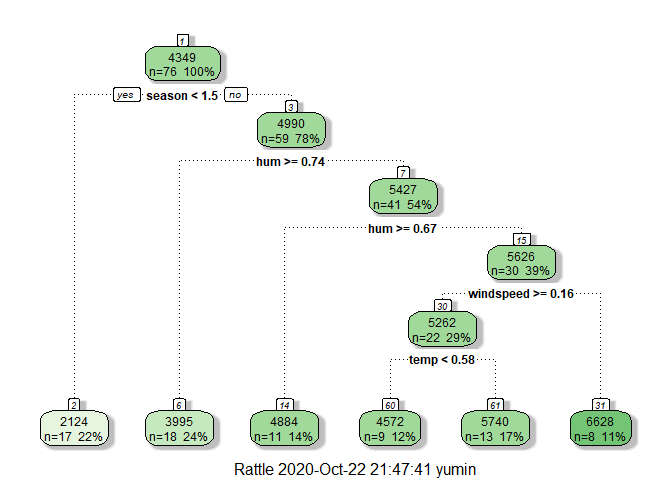 1
4349
n=76 100%
yes season < 1.5 no
3
4990
n=59 78%
hum >= 0.74
7
5427
n=41 54%
hum >= 0.67
15
5626
n=30 39%
windspeed >= 0.16
30
5262
n=22 29%
temp < 0.58
2
2124
n=17 22%
6
3995
n=18 24%
14
4884
n=11 14%
60
4572
n=9 12%
61
5740
n=13 17%
31
6628
n=8 11%
Rattle 2020-Oct-22 21:47:41 yumin